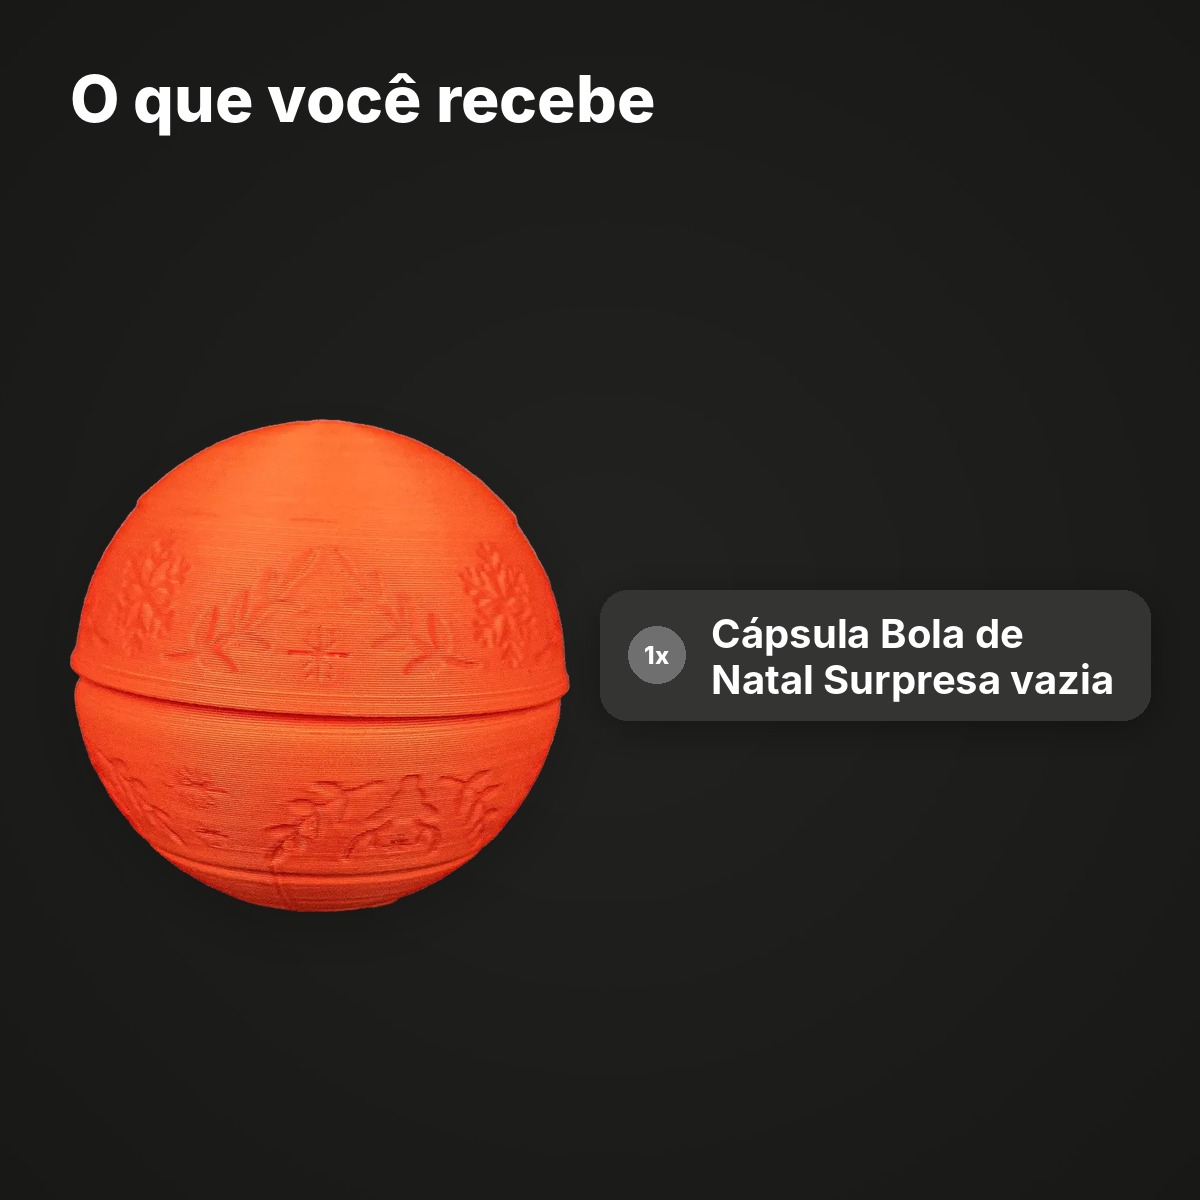 O que você recebe
1x
Cápsula Bola de
Natal Surpresa vazia